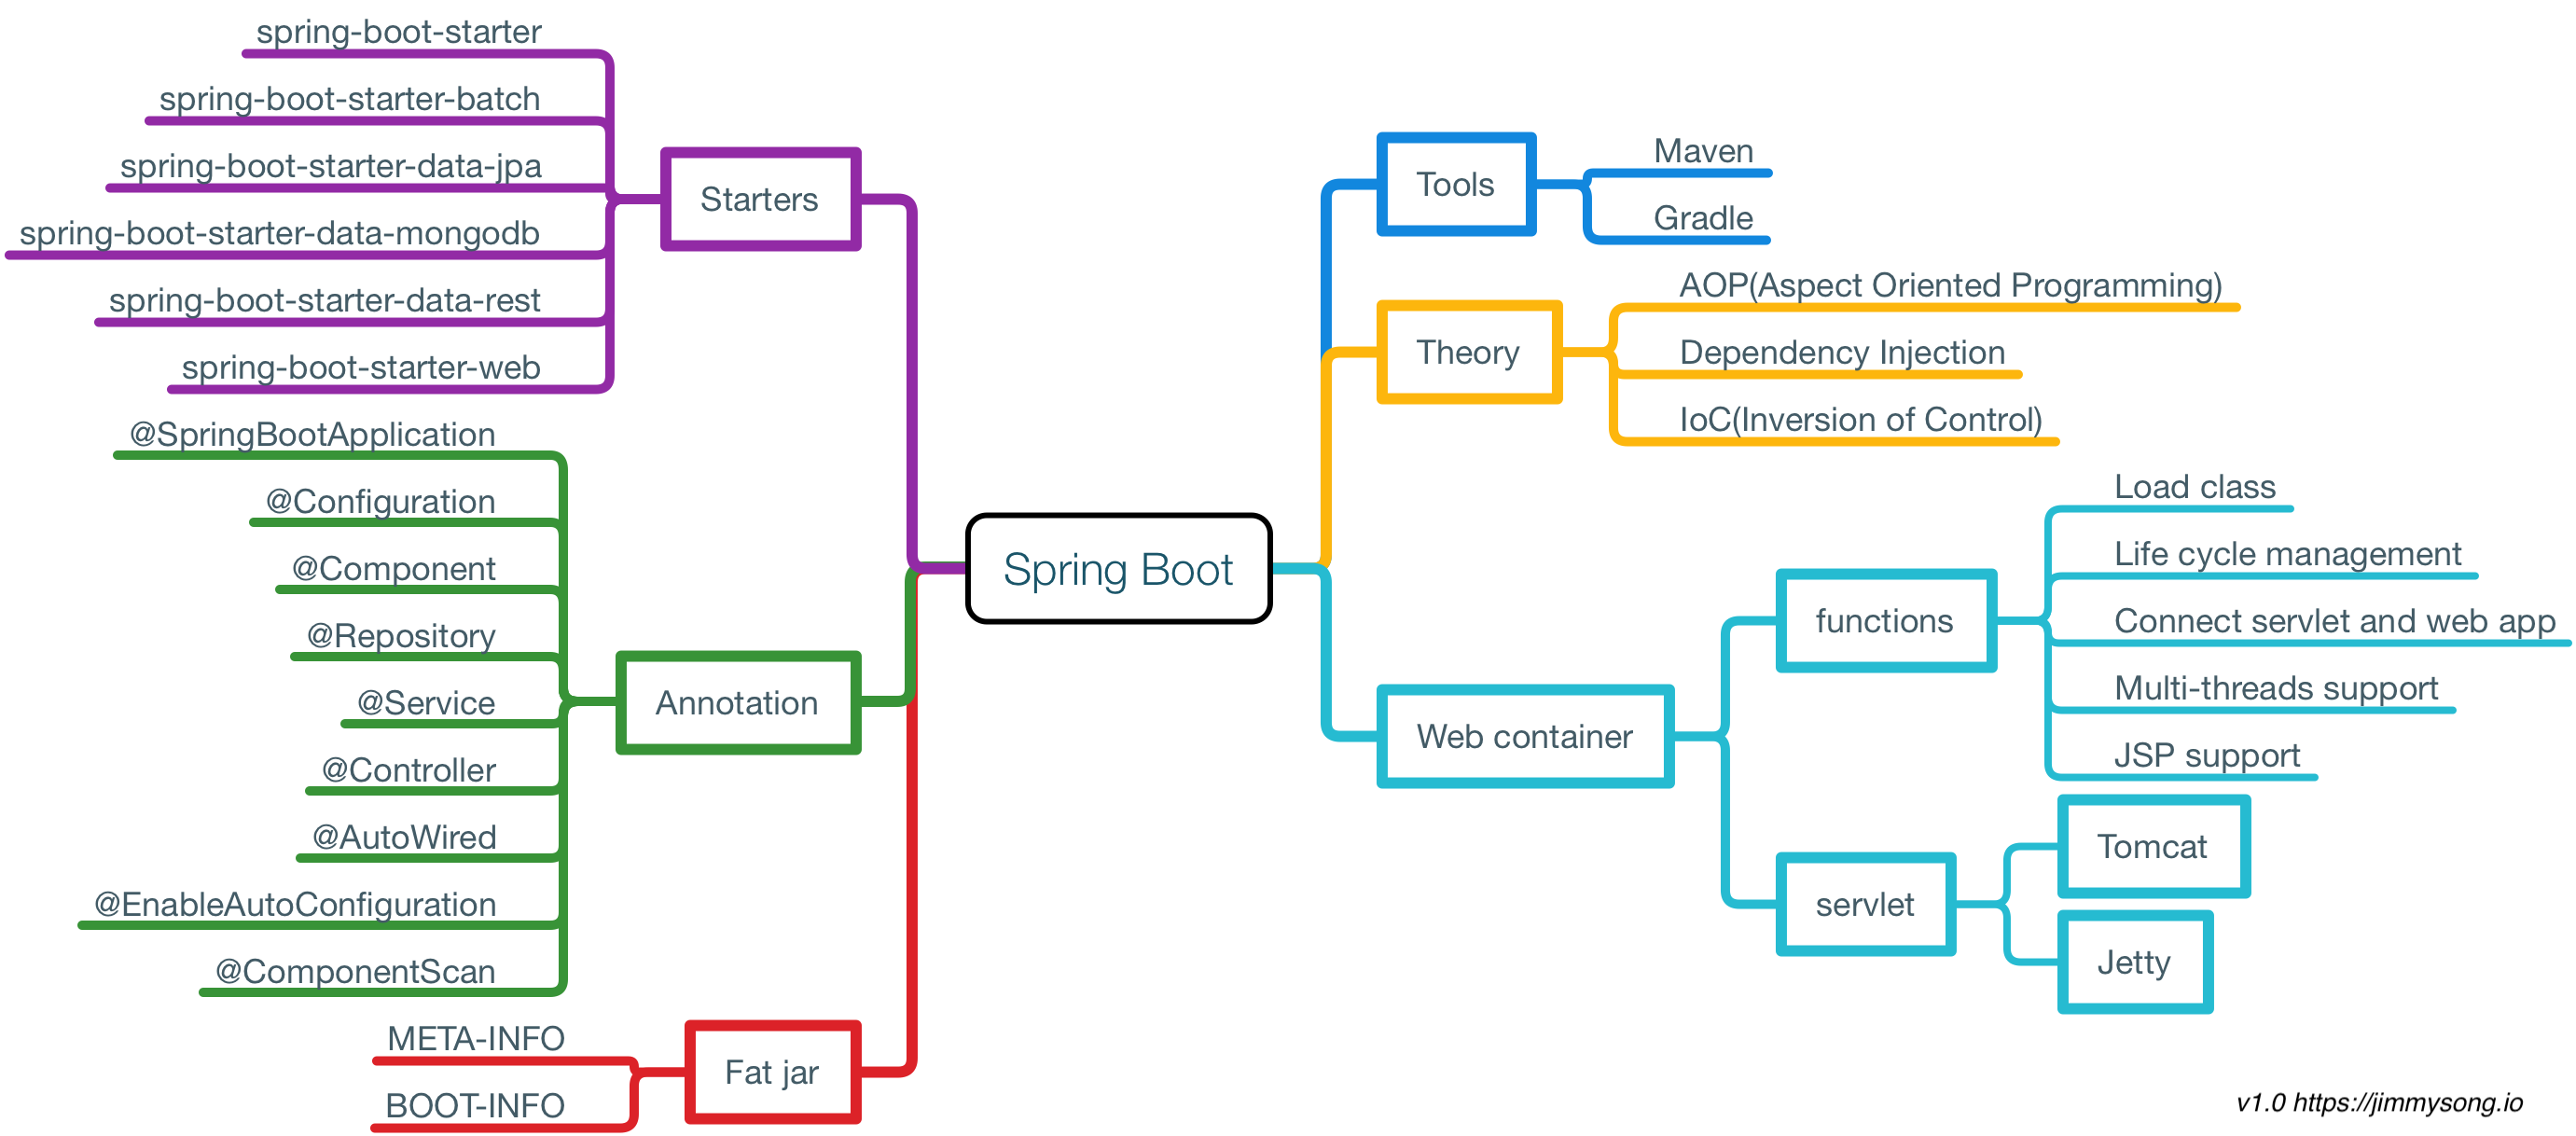 spring-boot-starter
spring-boot-starter-batch
spring-boot-starter-data-jpa
spring-boot-starter-data-mongodb
spring-boot-starter-data-rest
spring-boot-starter-web
Starters
@SpringBootApplication
@Configuration
@Component
@Repository
@Service
@Controller
@AutoWired
@EnableAutoConfiguration
@ComponentScan
Annotation
META-INFO
BOOT-INFO
Fat jar
Spring Boot
Tools
Maven
Gradle
Theory
AOP(Aspect Oriented Programming)
Dependency Injection
IoC(Inversion of Control)
Web container
functions
Load class
Life cycle management
Connect servlet and web app
Multi-threads support
JSP support
servlet
Tomcat
Jetty
v1.0 https://jimmysong.io